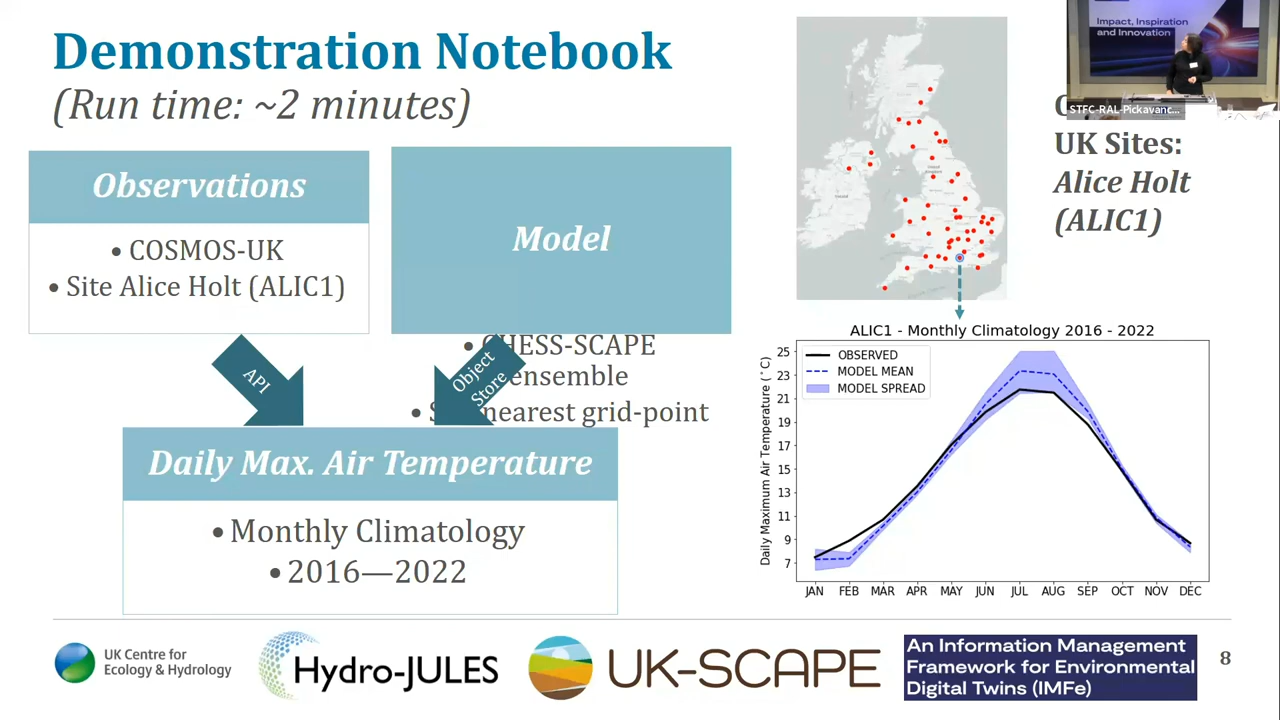 Demonstration Notebook
(Run time: ~2 minutes)
Observations
• COSMOS-UK
• Site Alice Holt (ALIC1)
Model
• CHESS-SCAPE
ensemble
• nearest grid-point
API
Object
Store
Daily Max. Air Temperature
• Monthly Climatology
• 2016—2022
Impact, Inspiration
and Innovation
STFC-RAL-Pickavanc...
UK Sites:
Alice Holt
(ALIC1)
ALIC1 - Monthly Climatology 2016 - 2022
OBSERVED
MODEL MEAN
MODEL SPREAD
Daily Maximum Air Temperature (°C)
25
23
21
19
17
15
13
11
9
7
JAN FEB MAR APR MAY JUN JUL AUG SEP OCT NOV DEC
UK Centre for
Ecology & Hydrology
Hydro-JULES
UK-SCAPE
An Information Management
Framework for Environmental
Digital Twins (IMFe)
8